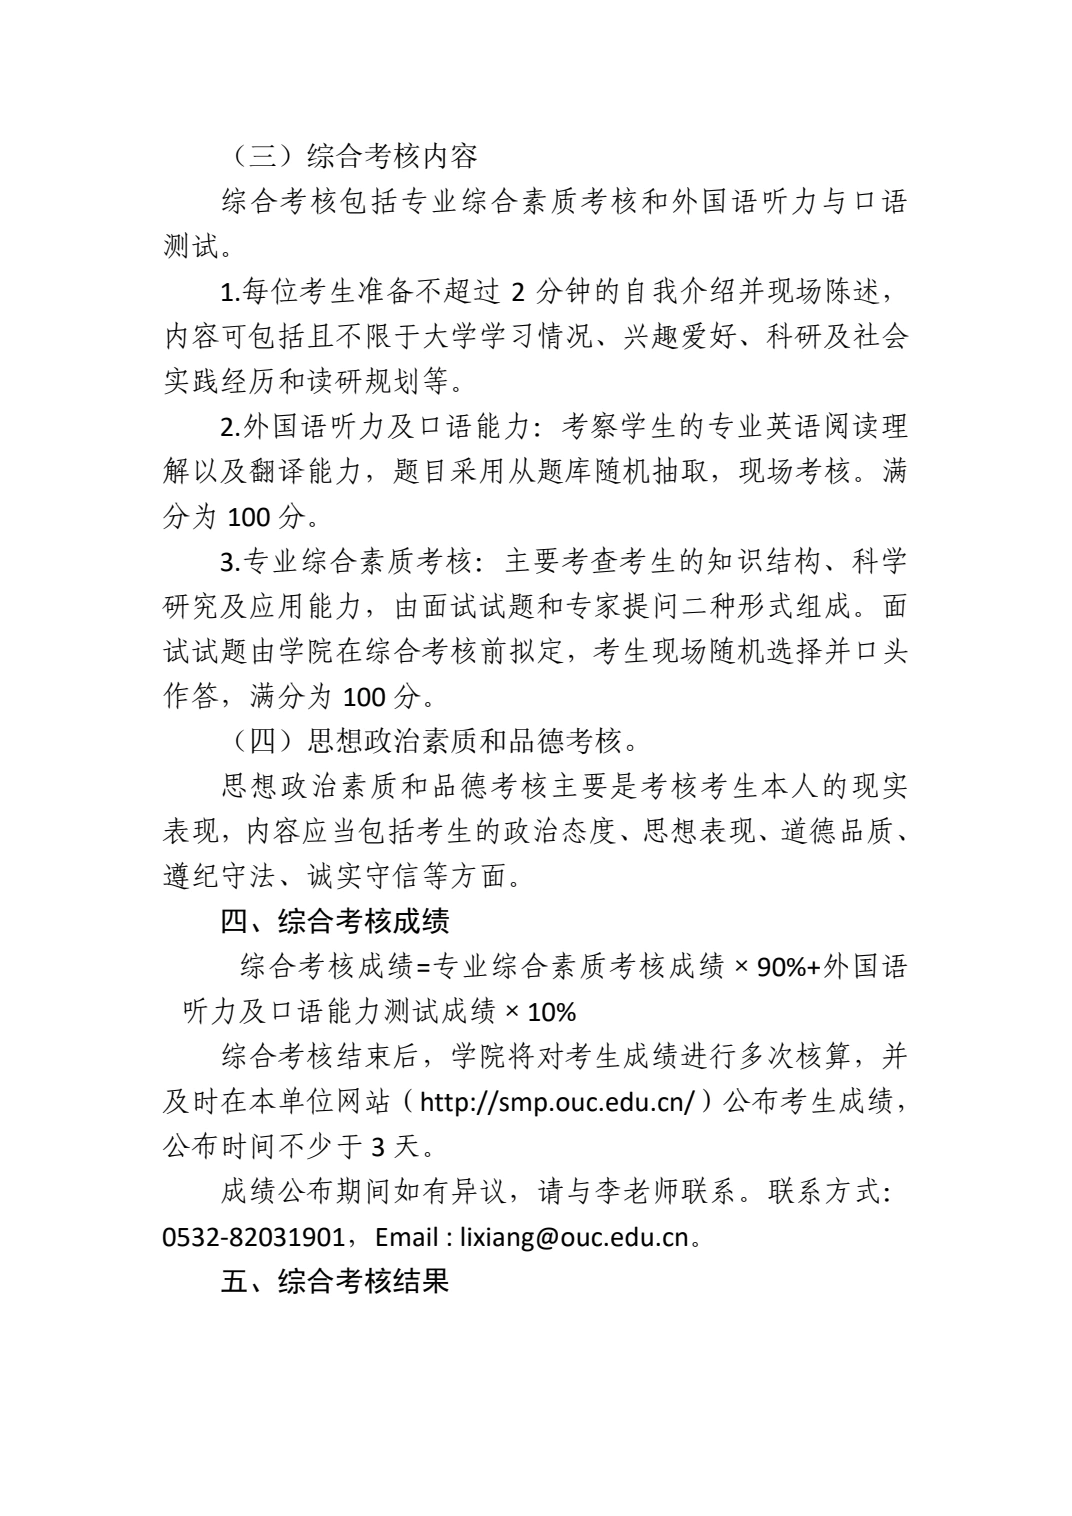 （三）综合考核内容
综合考核包括专业综合素质考核和外国语听力与口语
测试。
1.每位考生准备不超过 2 分钟的自我介绍并现场陈述，
内容可包括且不限于大学学习情况、兴趣爱好、科研及社会
实践经历和读研规划等。
2.外国语听力及口语能力：考察学生的专业英语阅读理
解以及翻译能力，题目采用从题库随机抽取，现场考核。满
分为 100 分。
3.专业综合素质考核：主要考查考生的知识结构、科学
研究及应用能力，由面试试题和专家提问二种形式组成。面
试试题由学院在综合考核前拟定，考生现场随机选择并口头
作答，满分为 100 分。
（四）思想政治素质和品德考核。
思想政治素质和品德考核主要是考核考生本人的现实
表现，内容应当包括考生的政治态度、思想表现、道德品质、
遵纪守法、诚实守信等方面。
四、综合考核成绩
综合考核成绩=专业综合素质考核成绩×90%+外国语
听力及口语能力测试成绩×10%
综合考核结束后，学院将对考生成绩进行多次核算，并
及时在本单位网站（http://smp.ouc.edu.cn/）公布考生成绩，
公布时间不少于 3 天。
成绩公布期间如有异议，请与李老师联系。联系方式：
0532-82031901，Email : lixiang@ouc.edu.cn。
五、综合考核结果